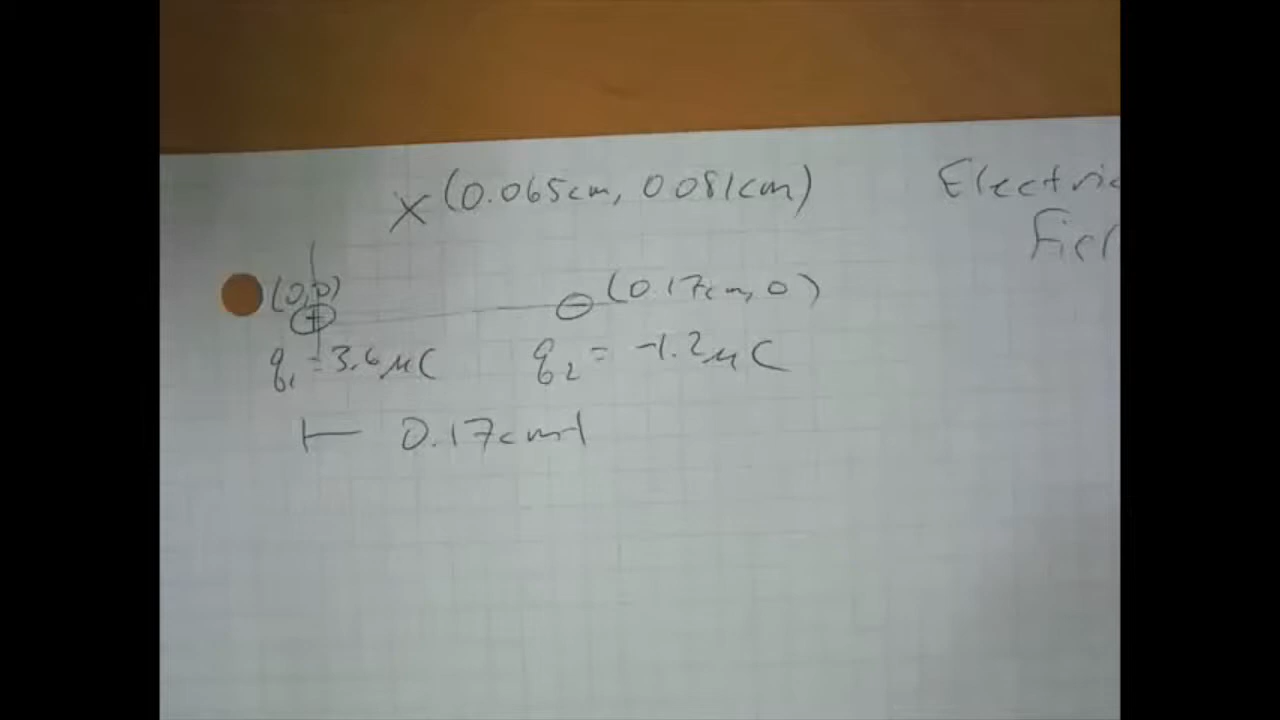 × (0.065cm, 0.081cm)
Electric
Fiel
(0,0)
(0.17cm, 0)
+
−
q₁ = 3.6 μC
q₂ = -1.2 μC
⊢ 0.17cm ⊣